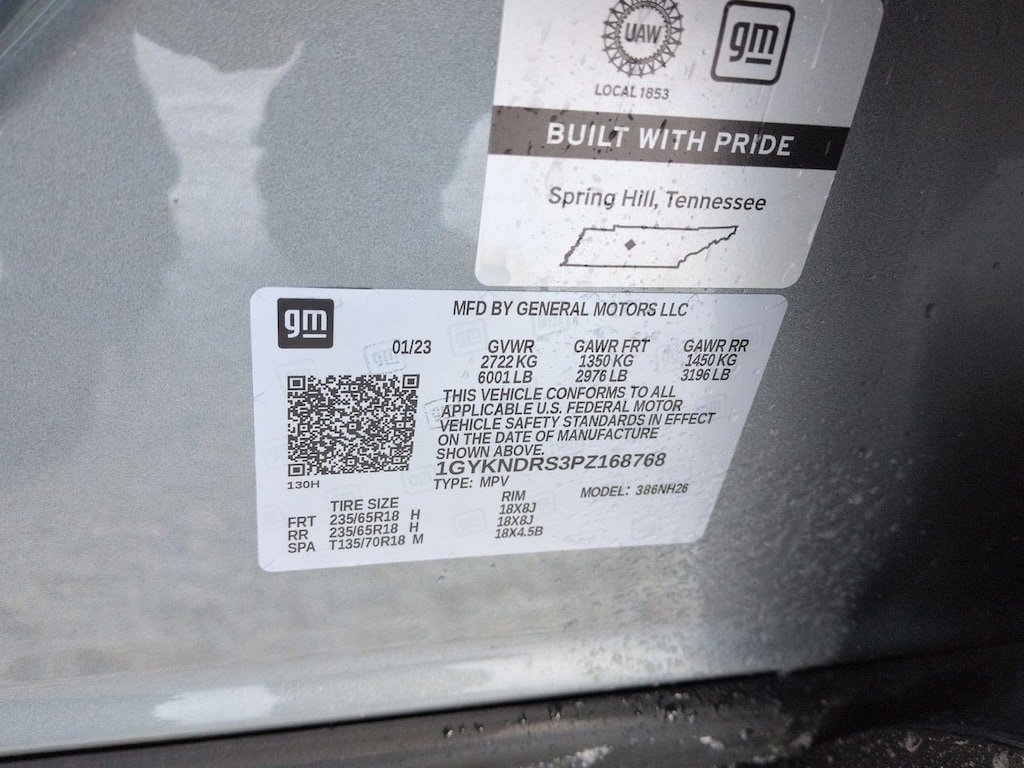 UAW
gm
LOCAL 1853
BUILT WITH PRIDE
Spring Hill, Tennessee
gm
MFD BY GENERAL MOTORS LLC
01/23 GVWR GAWR FRT GAWR RR
2722 KG 1350 KG 1450 KG
6001 LB 2976 LB 3196 LB
THIS VEHICLE CONFORMS TO ALL
APPLICABLE U.S. FEDERAL MOTOR
VEHICLE SAFETY STANDARDS IN EFFECT
ON THE DATE OF MANUFACTURE
SHOWN ABOVE.
1GYKNDRS3PZ168768
130H
TYPE: MPV
MODEL: 386NH26
TIRE SIZE RIM
FRT 235/65R18 H 18X8J
RR 235/65R18 H 18X8J
SPA T135/70R18 M 18X4.5B